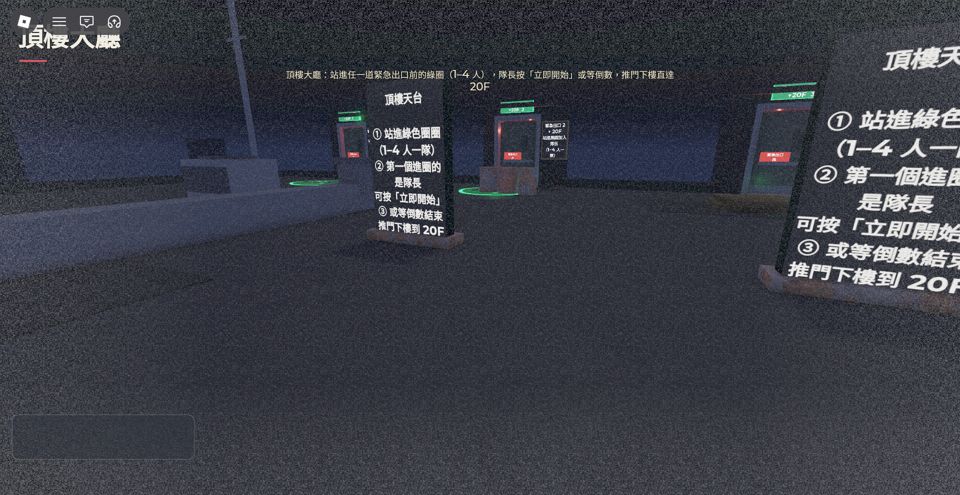 頂樓大廳
頂樓大廳：站進任一道緊急出口前的綠圈（1–4 人），隊長按「立即開始」或等倒數，推門下樓直達
20F
頂樓天台
① 站進綠色圈圈
(1–4 人一隊)
② 第一個進圈的
是隊長
可按「立即開始」
③ 或等倒數結束
推門下樓到 20F
緊急出口 2
+20F
頂樓天
① 站進綠色
(1–4 人一
② 第一個進
是隊長
可按「立即開
③ 或等倒數結
推門下樓到 20F